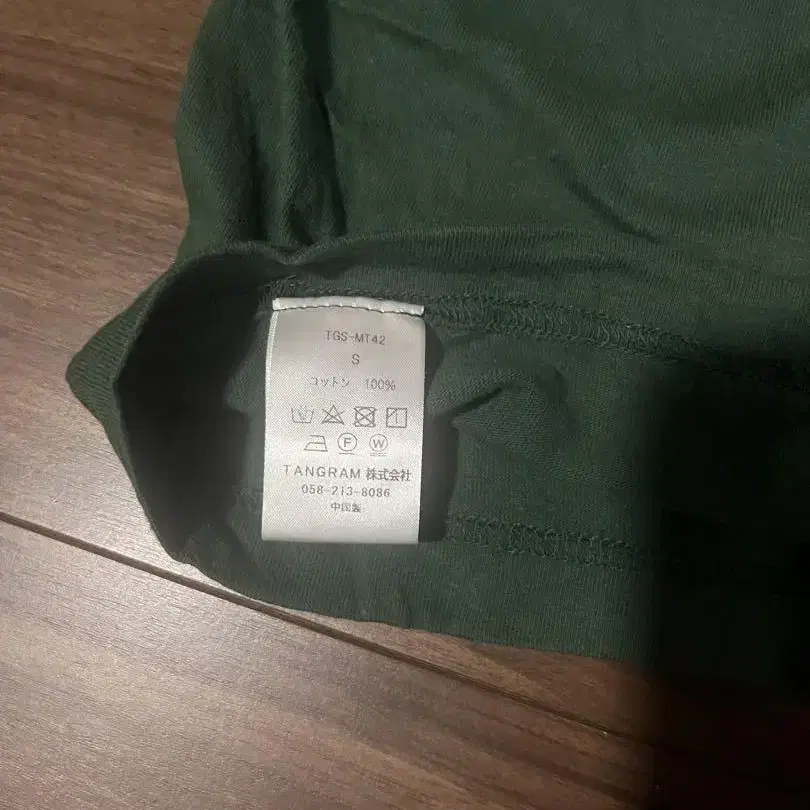 TGS-MT42
S
コットン 100%
F W
TANGRAM 株式会社
058-213-8086
中国製